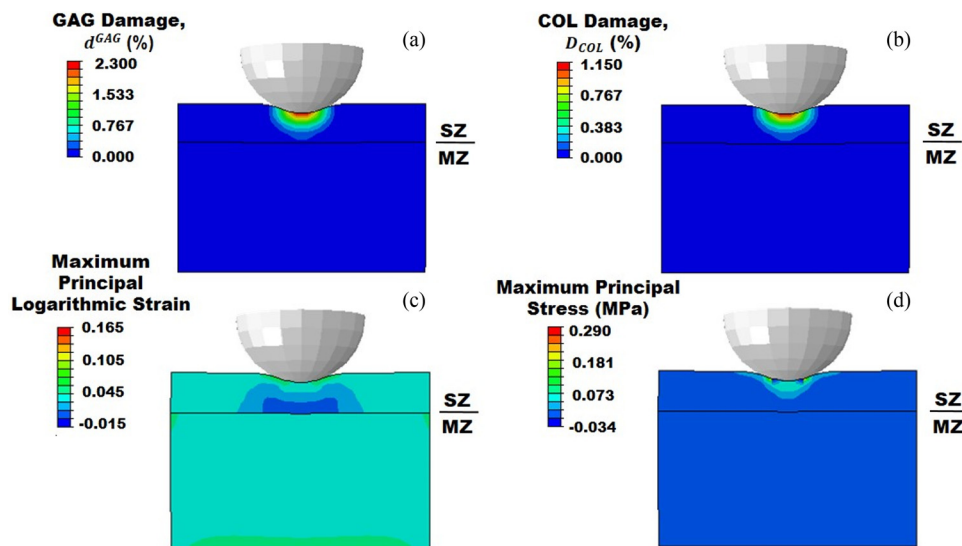 GAG Damage,
d^GAG (%)
2.300
1.533
0.767
0.000
(a)
SZ
MZ
COL Damage,
D_COL (%)
1.150
0.767
0.383
0.000
(b)
SZ
MZ
Maximum
Principal
Logarithmic Strain
0.165
0.105
0.045
-0.015
(c)
SZ
MZ
Maximum Principal
Stress (MPa)
0.290
0.181
0.073
-0.034
(d)
SZ
MZ